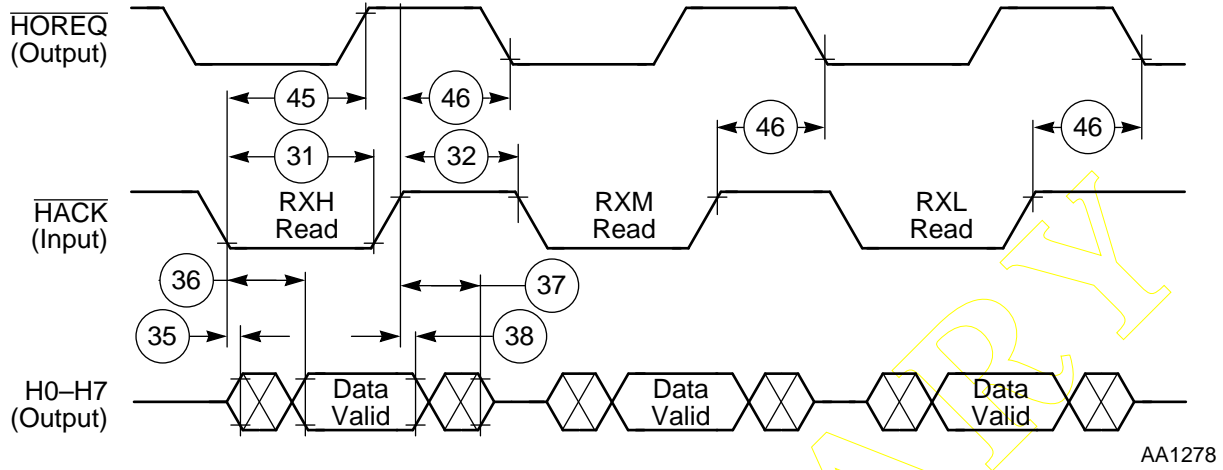 HOREQ
(Output)
45
46
46
46
31
32
HACK
(Input)
RXH
Read
RXM
Read
RXL
Read
36
37
35
38
H0–H7
(Output)
Data
Valid
Data
Valid
Data
Valid
A R Y
AA1278